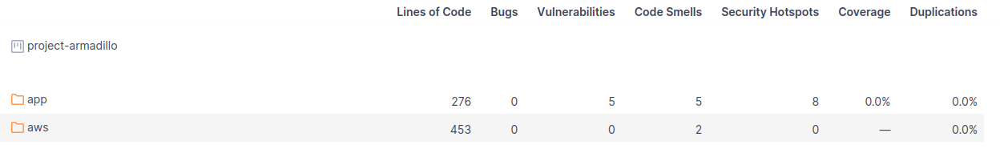 Lines of Code Bugs Vulnerabilities Code Smells Security Hotspots Coverage Duplications
project-armadillo
app 276 0 5 5 8 0.0% 0.0%
aws 453 0 0 2 0 — 0.0%